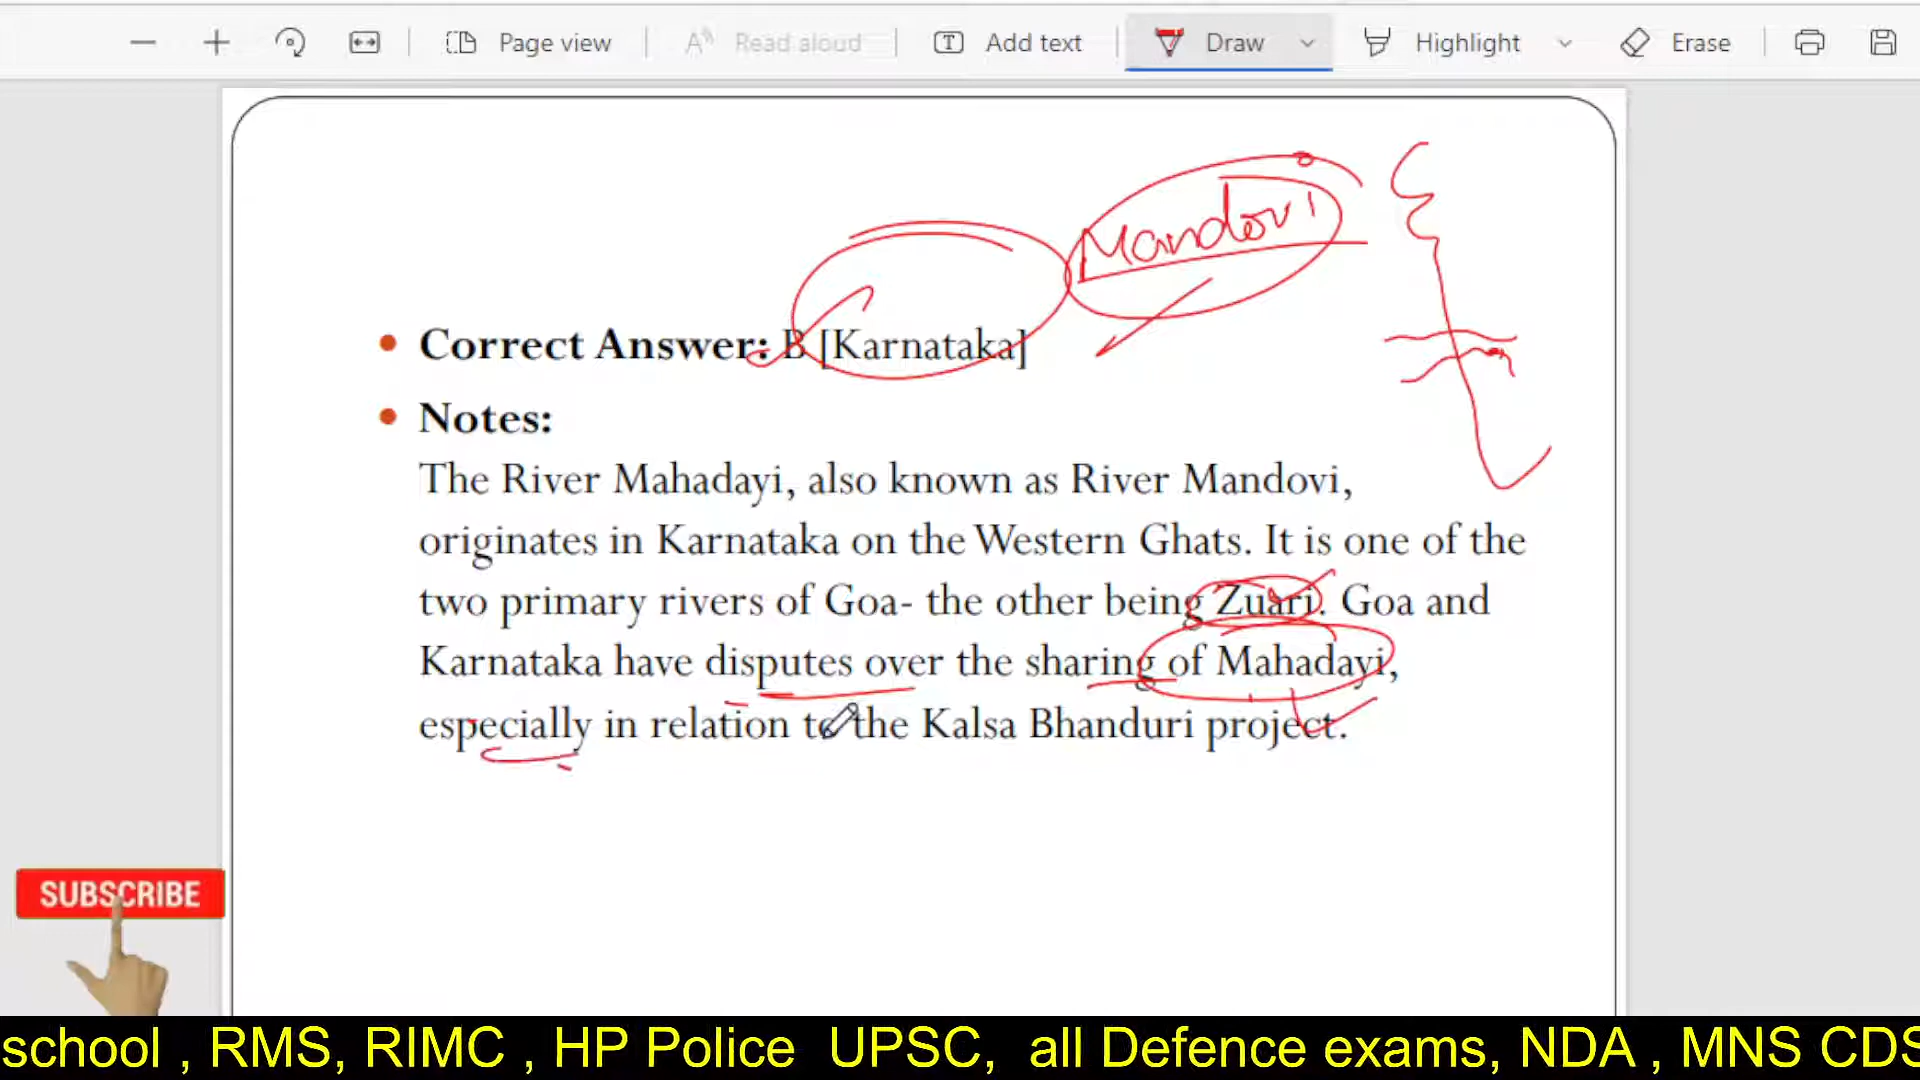 Page view
Read aloud
Add text
Draw
Highlight
Erase
Mandovi
• Correct Answer: B [Karnataka]
• Notes:
The River Mahadayi, also known as River Mandovi,
originates in Karnataka on the Western Ghats. It is one of the
two primary rivers of Goa- the other being Zuari. Goa and
Karnataka have disputes over the sharing of Mahadayi,
especially in relation to the Kalsa Bhanduri project.
SUBSCRIBE
school , RMS, RIMC , HP Police UPSC, all Defence exams, NDA , MNS CDS